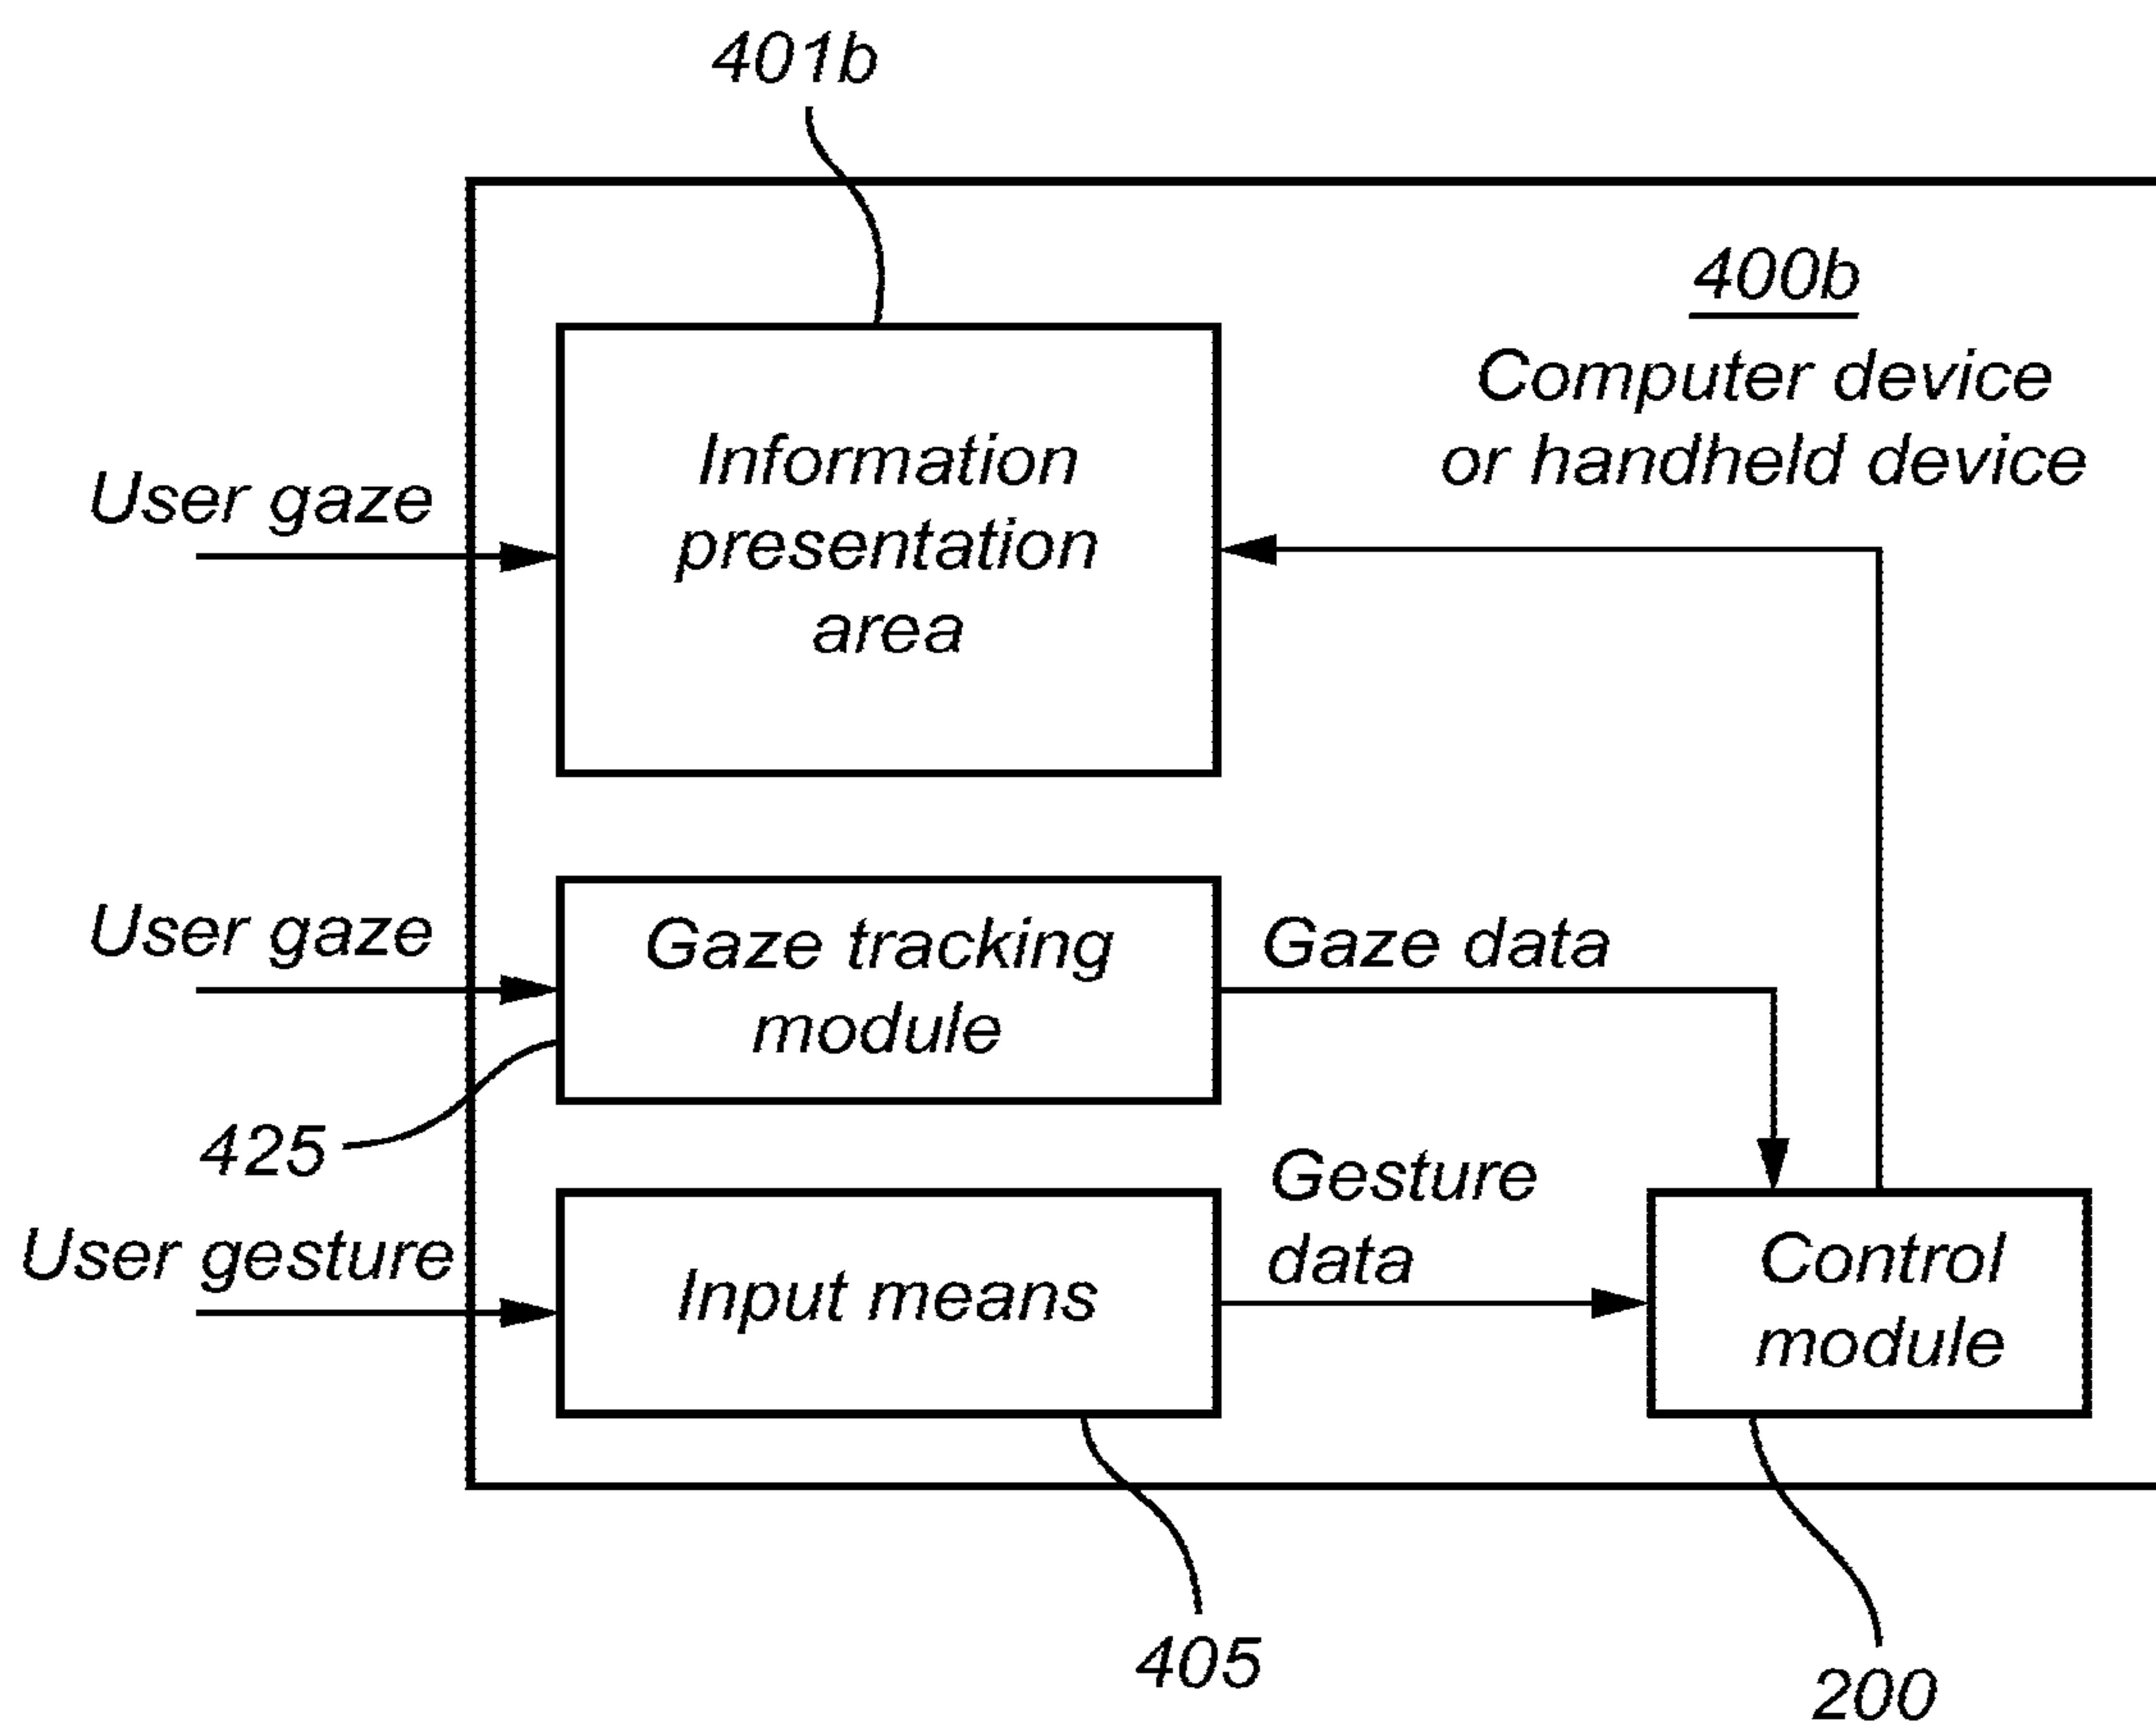 401b
400b
Computer device
or handheld device
Information
presentation
area
User gaze
User gaze
Gaze tracking
module
Gaze data
425
Gesture
data
User gesture
Input means
Control
module
405
200